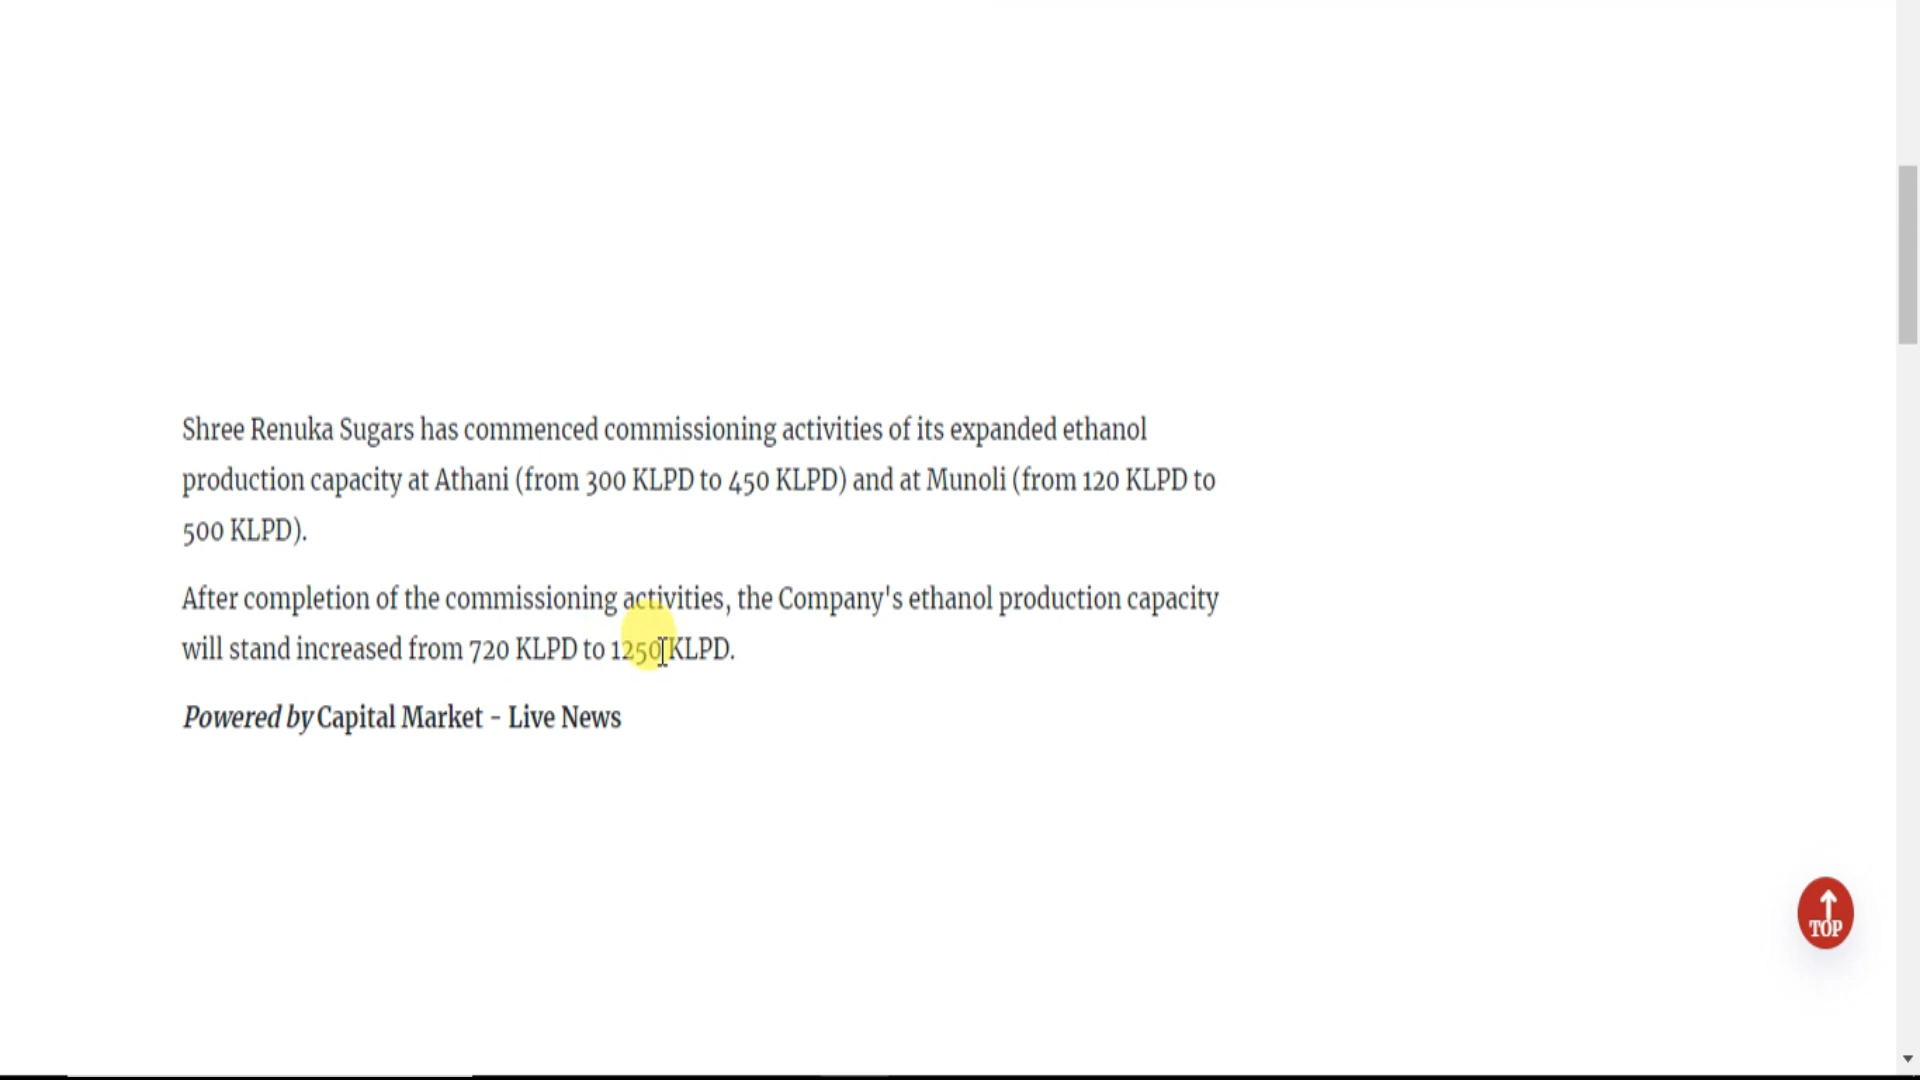 Shree Renuka Sugars has commenced commissioning activities of its expanded ethanol
production capacity at Athani (from 300 KLPD to 450 KLPD) and at Munoli (from 120 KLPD to
500 KLPD).
After completion of the commissioning activities, the Company's ethanol production capacity
will stand increased from 720 KLPD to 1250 KLPD.
Powered by Capital Market - Live News
TOP